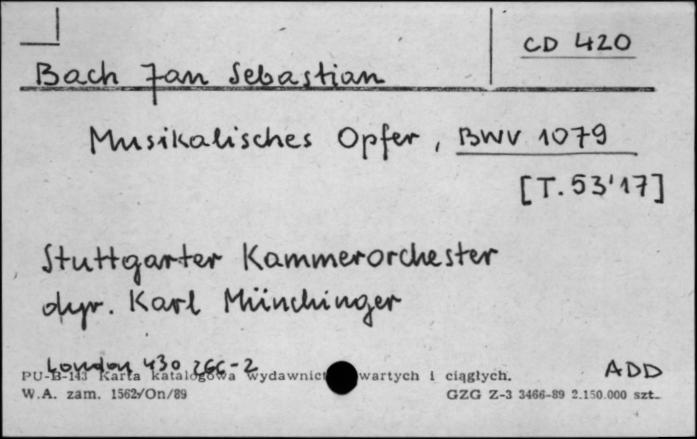 CD 420
Bach Jan Sebastian
Musikalisches Opfer, BWV 1079
[T. 53'17]
Stuttgarter Kammerorchester
dyr. Karl Münchinger
London 430 266-2
ADD
PU-B-143 Karta katalogowa wydawnict wartych i ciągłych.
W.A. zam. 1562/On/89
GZG Z-3 3466-89 2.150.000 szt.